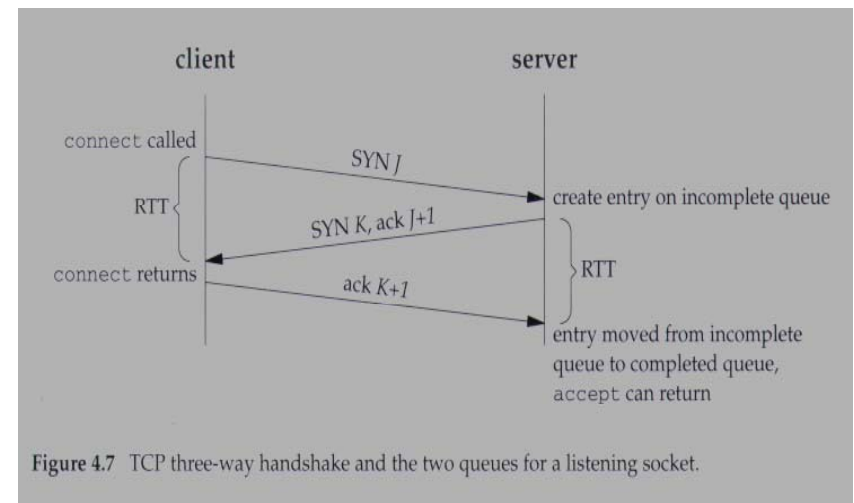 client
server
connect called
SYN J
create entry on incomplete queue
RTT
SYN K, ack J+1
connect returns
RTT
ack K+1
entry moved from incomplete
queue to completed queue,
accept can return
Figure 4.7 TCP three-way handshake and the two queues for a listening socket.